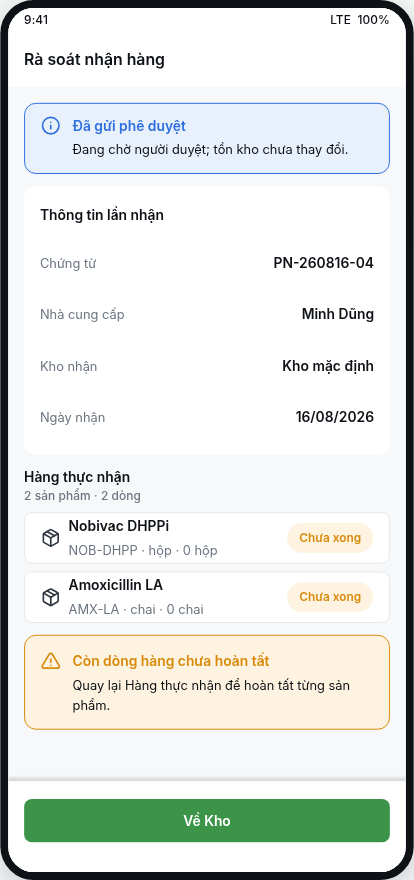 9:41
LTE 100%
Rà soát nhận hàng
Đã gửi phê duyệt
Đang chờ người duyệt; tồn kho chưa thay đổi.
Thông tin lần nhận
Chứng từ
PN-260816-04
Nhà cung cấp
Minh Dũng
Kho nhận
Kho mặc định
Ngày nhận
16/08/2026
Hàng thực nhận
2 sản phẩm · 2 dòng
Nobivac DHPPi
NOB-DHPP · hộp · 0 hộp
Chưa xong
Amoxicillin LA
AMX-LA · chai · 0 chai
Chưa xong
Còn dòng hàng chưa hoàn tất
Quay lại Hàng thực nhận để hoàn tất từng sản
phẩm.
Về Kho